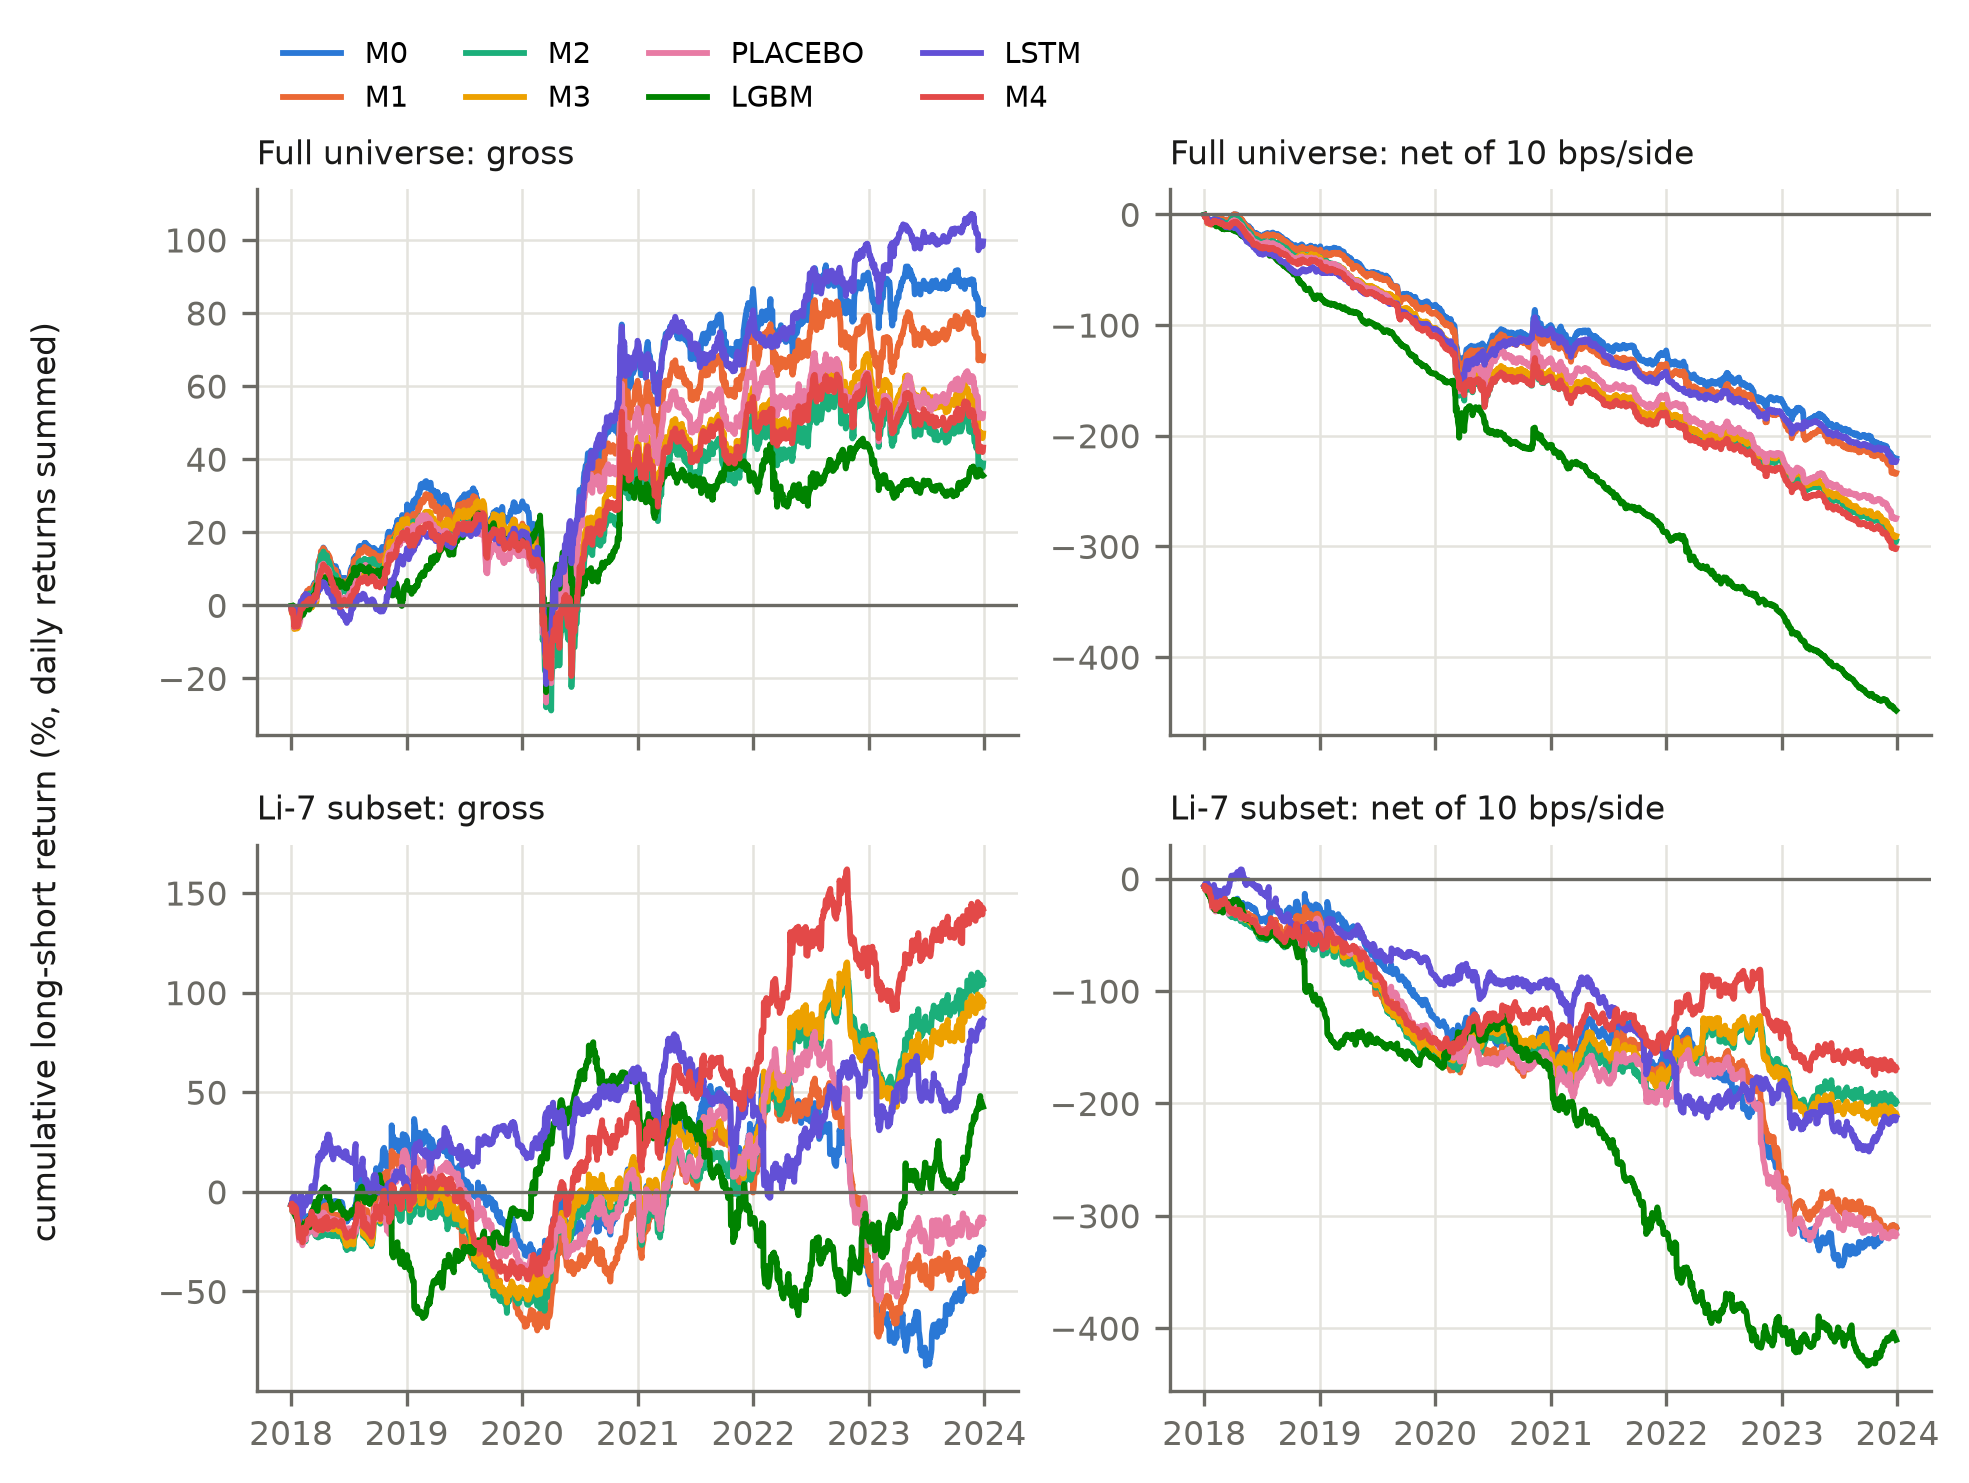 M0 M2 PLACEBO LSTM
M1 M3 LGBM M4
Full universe: gross
Full universe: net of 10 bps/side
100
80
60
40
20
0
−20
0
−100
−200
−300
−400
cumulative long-short return (%, daily returns summed)
Li-7 subset: gross
Li-7 subset: net of 10 bps/side
150
100
50
0
−50
0
−100
−200
−300
−400
2018 2019 2020 2021 2022 2023 2024
2018 2019 2020 2021 2022 2023 2024